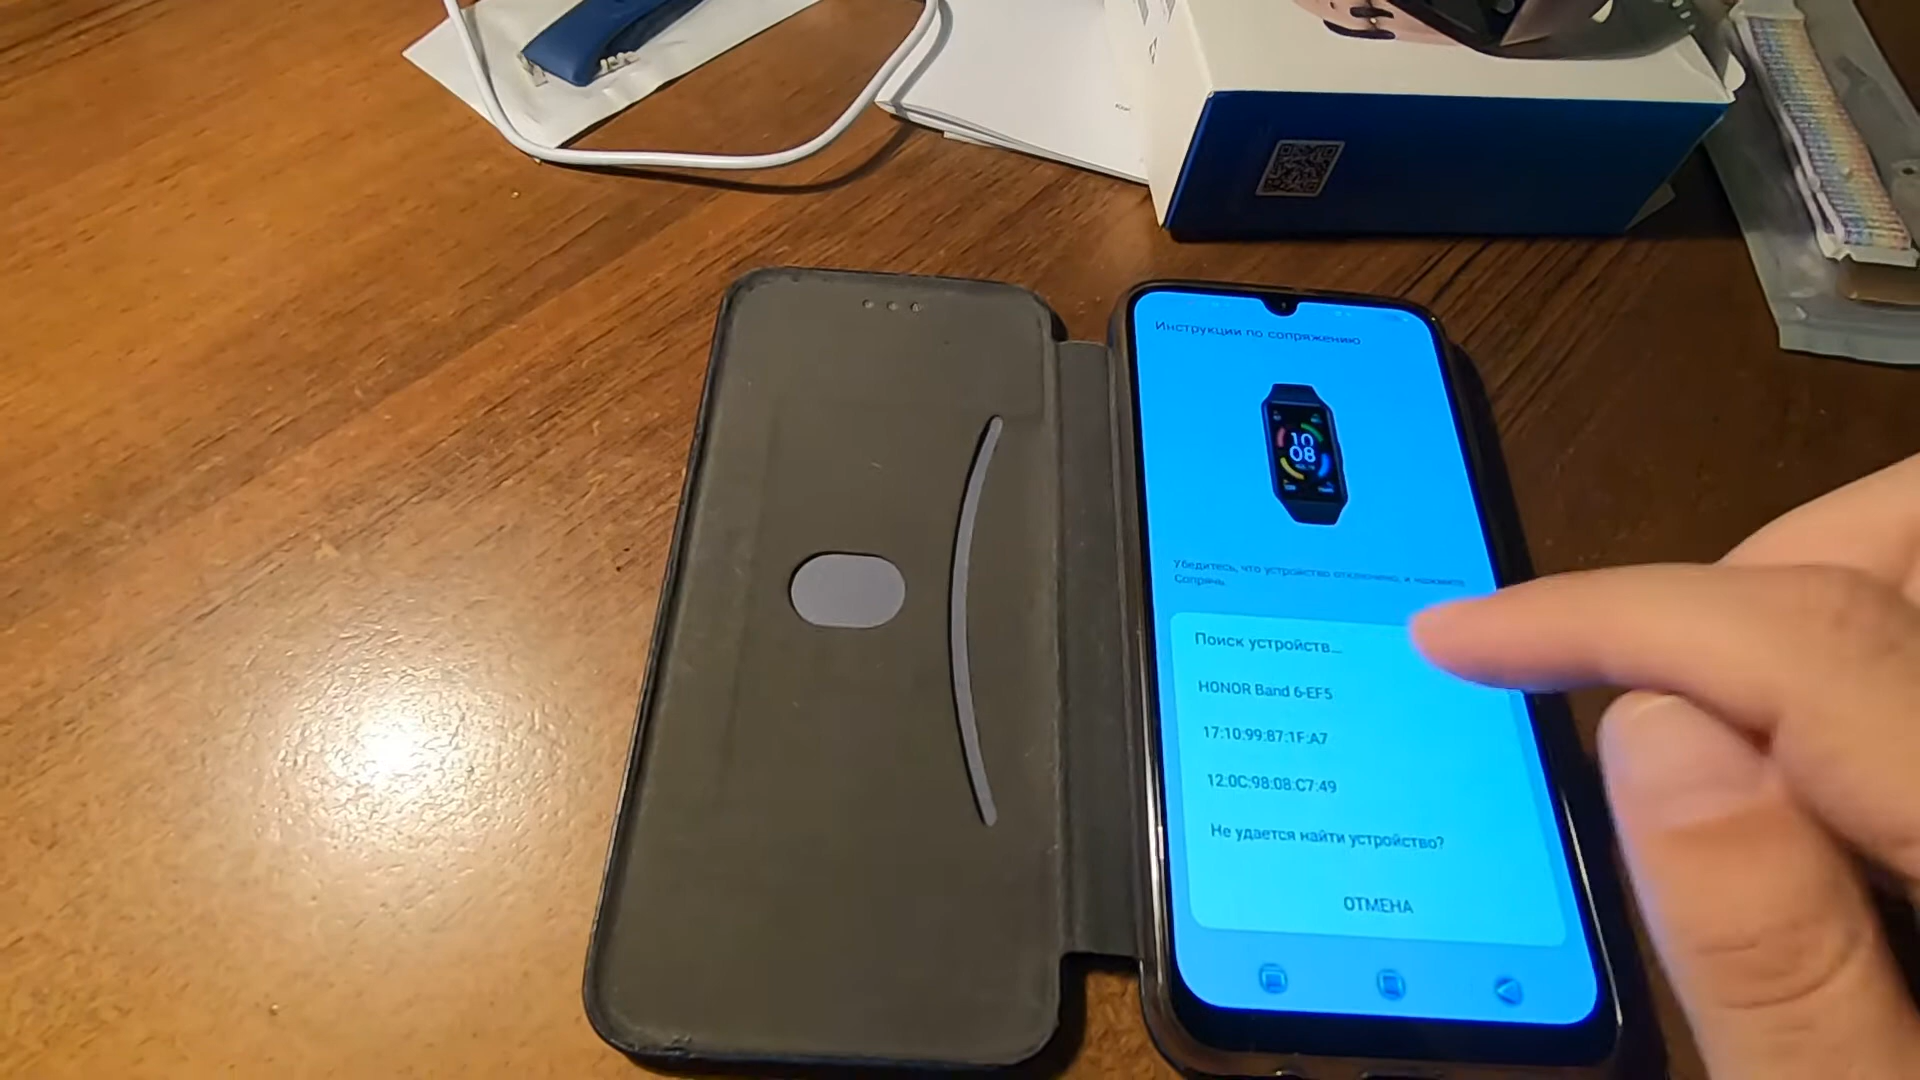 Инструкции по сопряжению
10
08
Убедитесь, что устройство отключено, и нажмите
Сопрячь.
Поиск устройств...
HONOR Band 6-EF5
17:10:99:87:1F:A7
12:0C:98:08:C7:49
Не удается найти устройство?
ОТМЕНА